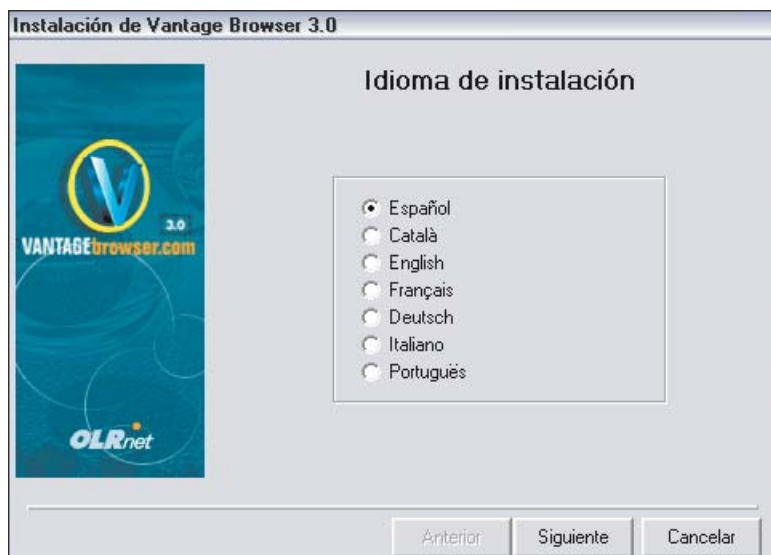 Instalación de Vantage Browser 3.0
Idioma de instalación
V
3.0
VANTAGEbrowser.com
OLRnet
Español
Català
English
Français
Deutsch
Italiano
Portuguës
Anterior
Siguiente
Cancelar